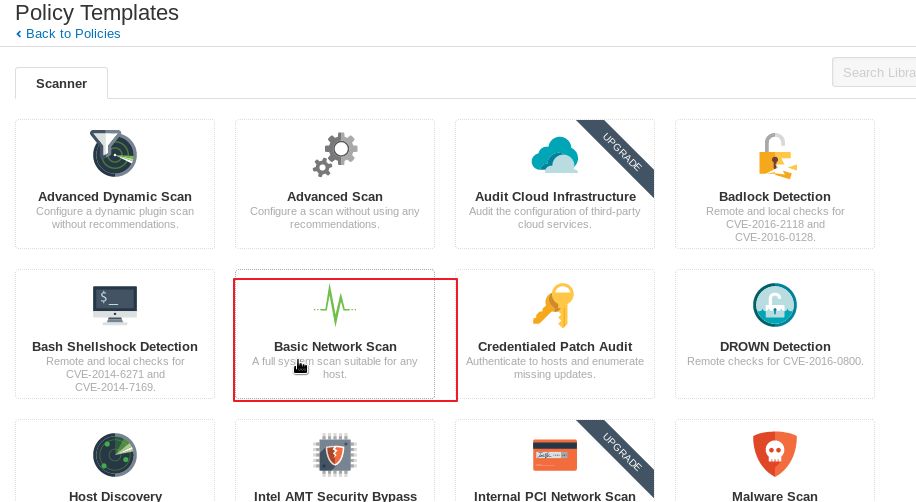 Policy Templates
Back to Policies
Scanner
Search Libra
UPGRADE
Advanced Dynamic Scan
Configure a dynamic plugin scan
without recommendations.
Advanced Scan
Configure a scan without using any
recommendations.
Audit Cloud Infrastructure
Audit the configuration of third-party
cloud services.
Badlock Detection
Remote and local checks for
CVE-2016-2118 and
CVE-2016-0128.
$_
Bash Shellshock Detection
Remote and local checks for
CVE-2014-6271 and
CVE-2014-7169.
Basic Network Scan
A full system scan suitable for any
host.
Credentialed Patch Audit
Authenticate to hosts and enumerate
missing updates.
DROWN Detection
Remote checks for CVE-2016-0800.
UPGRADE
Host Discovery
Intel AMT Security Bypass
Internal PCI Network Scan
Malware Scan